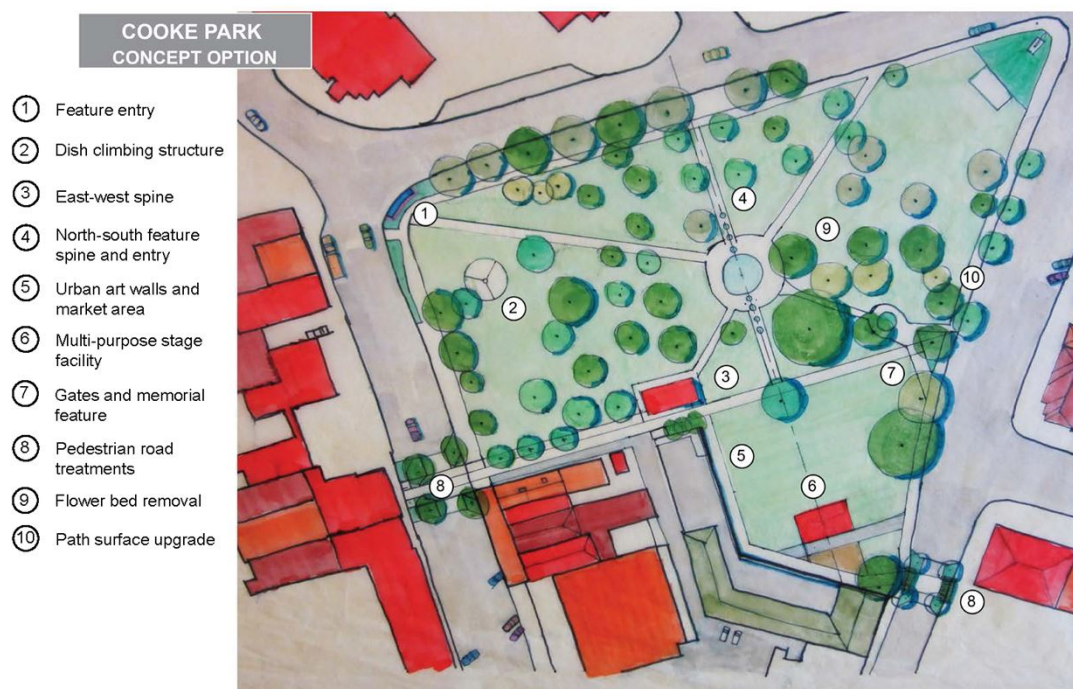 COOKE PARK
CONCEPT OPTION
1 Feature entry
2 Dish climbing structure
3 East-west spine
4 North-south feature
spine and entry
5 Urban art walls and
market area
6 Multi-purpose stage
facility
7 Gates and memorial
feature
8 Pedestrian road
treatments
9 Flower bed removal
10 Path surface upgrade
4
1
9
10
2
7
3
5
8
6
8